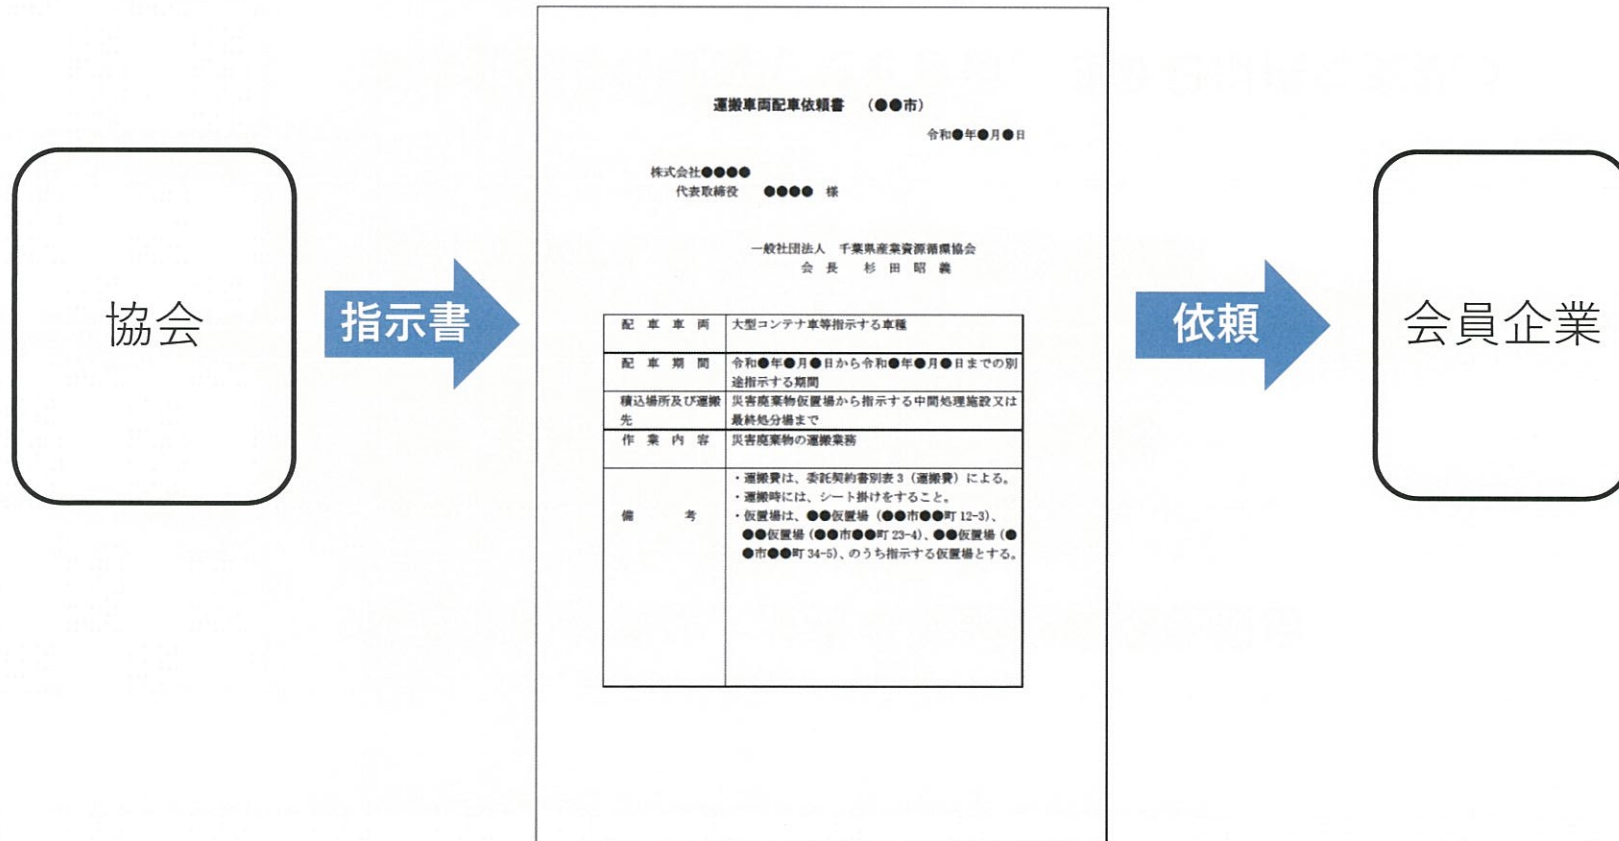 協会
指示書
運搬車両配車依頼書　（●●市）
令和●年●月●日
株式会社●●●●
代表取締役　●●●●　様
一般社団法人　千葉県産業資源循環協会
会　長　杉　田　昭　義
配　車　車　両　大型コンテナ車等指示する車種
配　車　期　間　令和●年●月●日から令和●年●月●日までの別
途指示する期間
積込場所及び運搬　災害廃棄物仮置場から指示する中間処理施設又は
先　最終処分場まで
作　業　内　容　災害廃棄物の運搬業務
備　考
・運搬費は、委託契約書別表3（運搬費）による。
・運搬時には、シート掛けをすること。
・仮置場は、●●仮置場（●●市●●町12-3）、
●●仮置場（●●市●●町23-4）、●●仮置場（●
●市●●町34-5）、のうち指示する仮置場とする。
依頼
会員企業